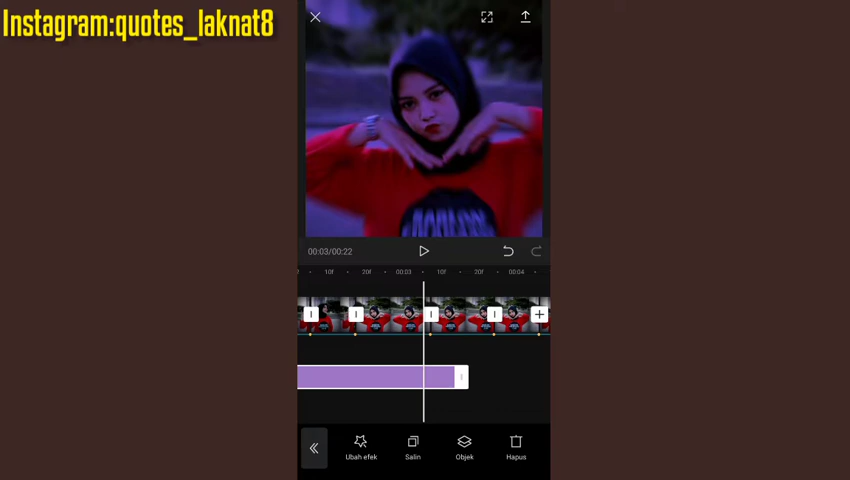 Instagram:quotes_laknat8
00:03/00:22
10f
20f
00:03
10f
20f
00:04
Ubah efek
Salin
Objek
Hapus